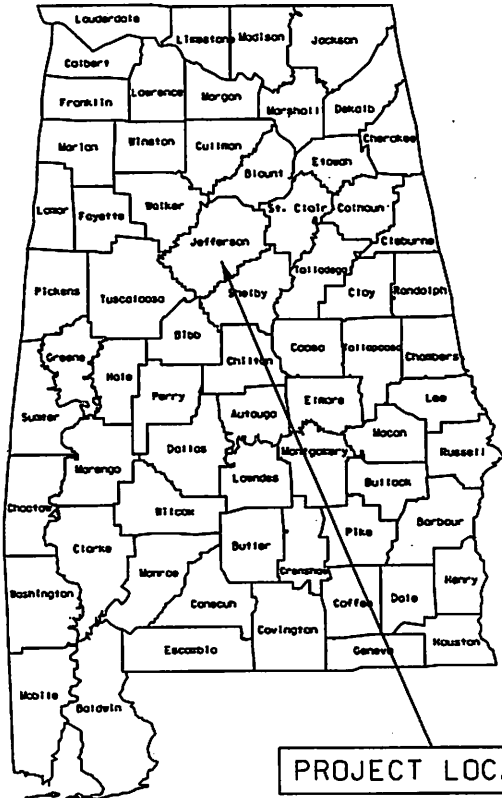 Lauderdale
Limestone
Madison
Jackson
Colbert
Lawrence
Morgan
Marshall
Dekalb
Franklin
Cherokee
Marion
Winston
Cullman
Etowah
Blount
Lamar
Fayette
Walker
St. Clair
Calhoun
Jefferson
Cleburne
Talladega
Pickens
Tuscaloosa
Shelby
Clay
Randolph
Bibb
Greene
Hale
Chilton
Coosa
Tallapoosa
Chambers
Perry
Sumter
Autauga
Elmore
Lee
Dallas
Macon
Marengo
Lowndes
Montgomery
Russell
Bullock
Choctaw
Wilcox
Clarke
Butler
Pike
Barbour
Monroe
Crenshaw
Henry
Washington
Conecuh
Coffee
Dale
Covington
Escambia
Geneva
Houston
Mobile
Baldwin
PROJECT LOC